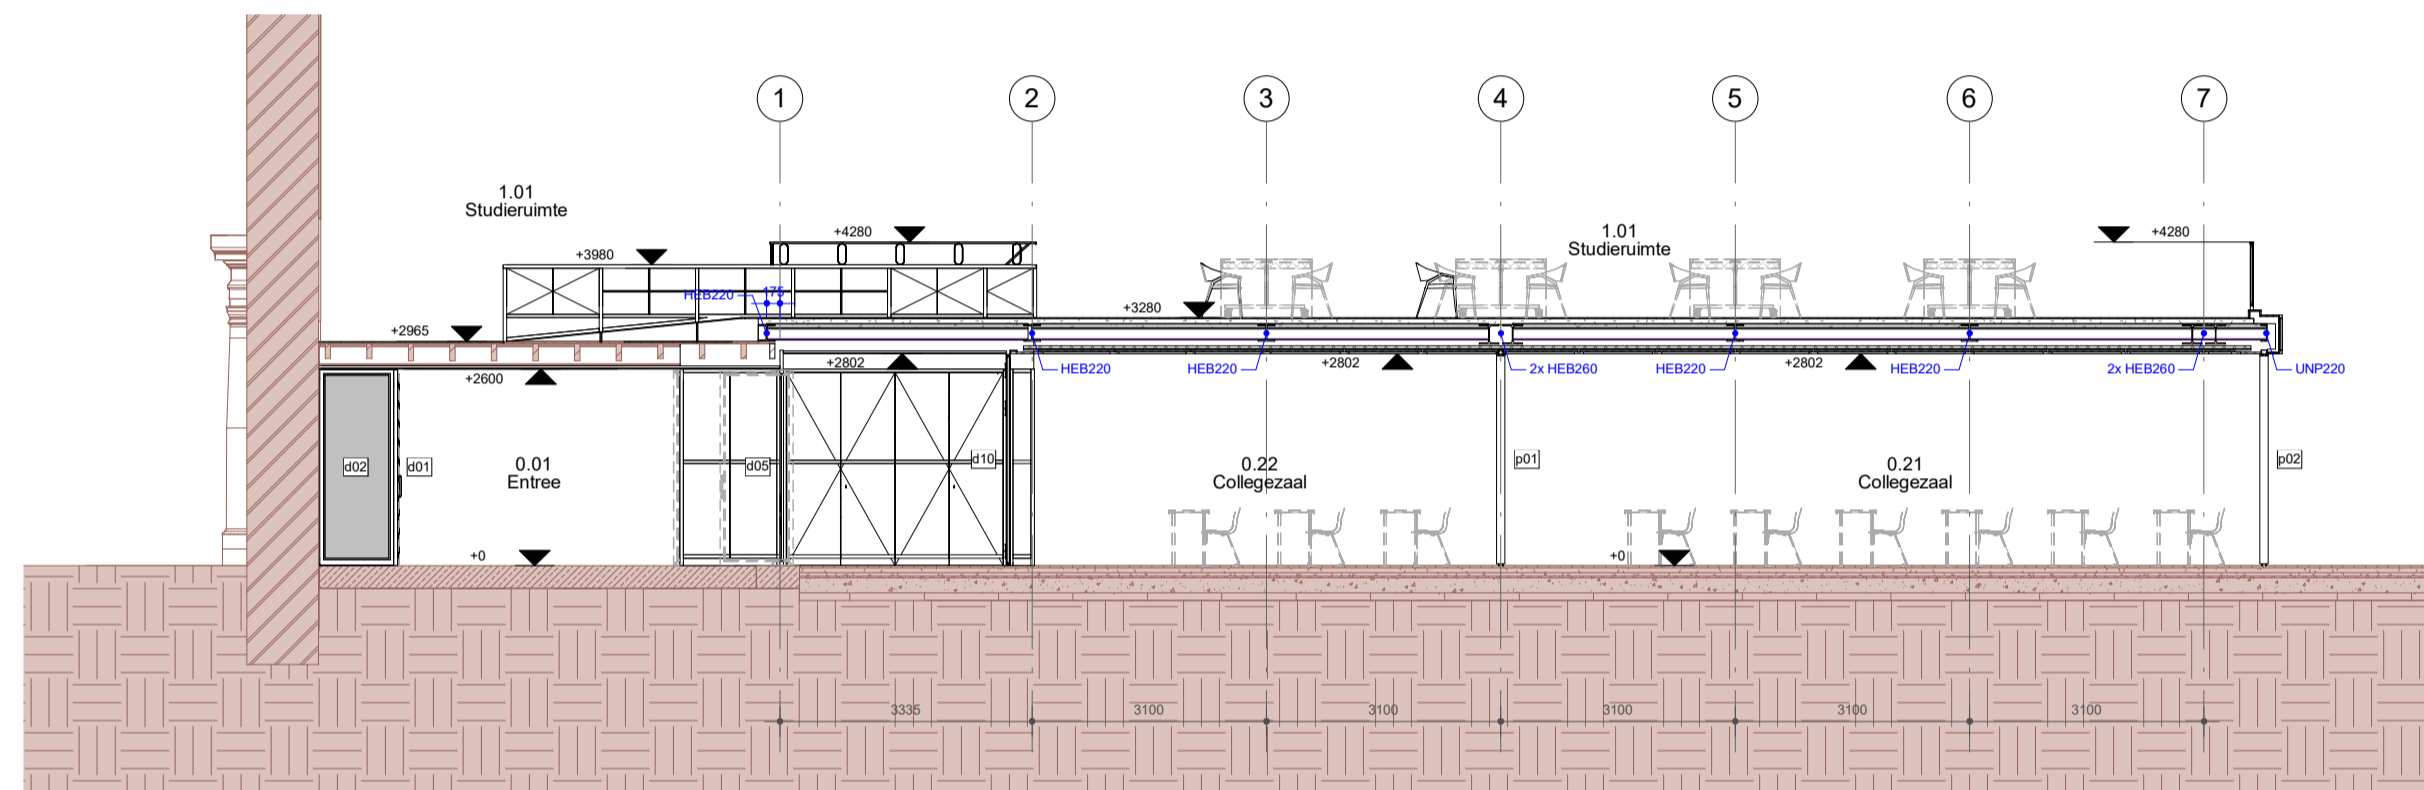 1
2
3
4
5
6
7
1.01
Studieruimte
1.01
Studieruimte
+4280
+4280
+3980
HEB220
175
+3280
+2965
+2802
+2802
+2802
+2600
HEB220
HEB220
2x HEB260
HEB220
HEB220
2x HEB260
UNP220
d02
d01
0.01
Entree
d05
d10
0.22
Collegezaal
p01
0.21
Collegezaal
p02
+0
+0
3335
3100
3100
3100
3100
3100